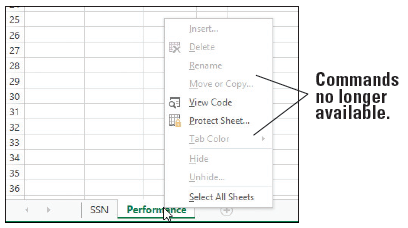 25
26
27
28
29
30
31
32
33
34
35
36
Insert...
Delete
Rename
Move or Copy...
View Code
Protect Sheet...
Tab Color
Hide
Unhide...
Select All Sheets
SSN
Performance
Commands
no longer
available.